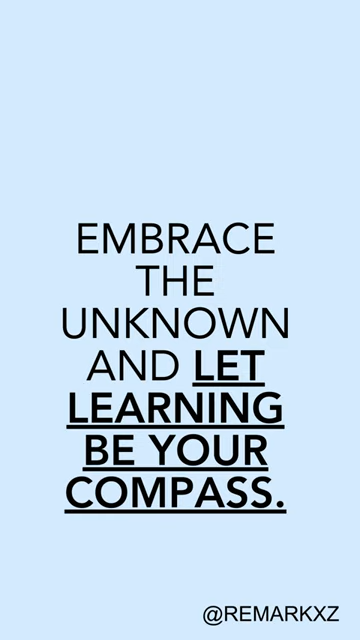 EMBRACE
THE
UNKNOWN
AND LET
LEARNING
BE YOUR
COMPASS.
@REMARKXZ